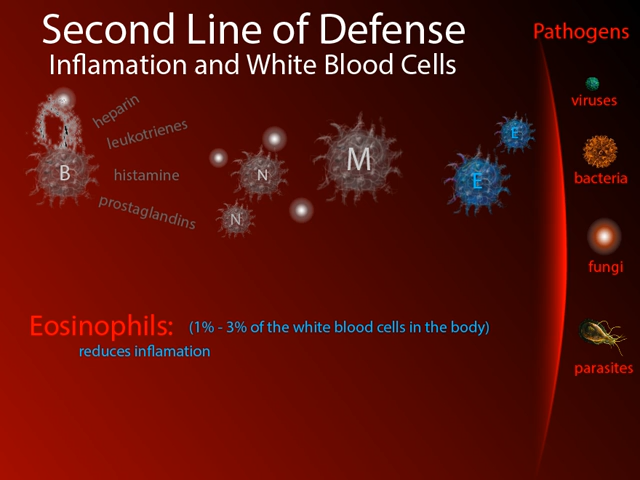 Second Line of Defense
Inflamation and White Blood Cells
Pathogens
viruses
bacteria
fungi
parasites
heparin
leukotrienes
histamine
prostaglandins
B
N
N
M
E
E
Eosinophils: (1% - 3% of the white blood cells in the body)
reduces inflamation